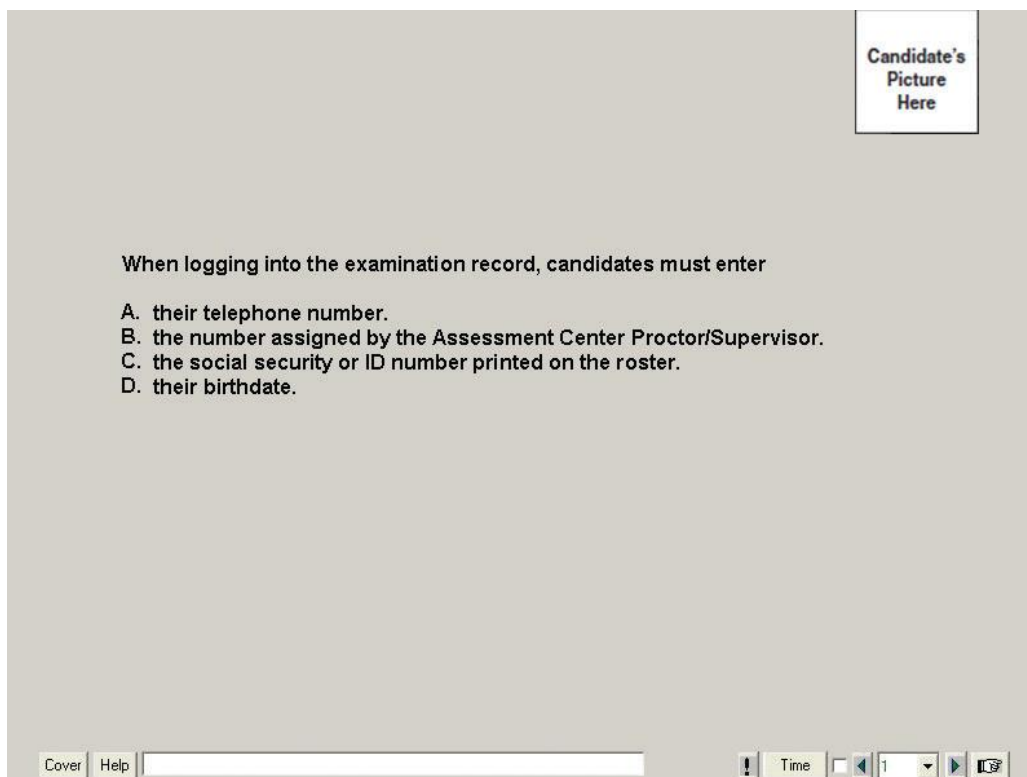 Candidate's
Picture
Here
When logging into the examination record, candidates must enter
A. their telephone number.
B. the number assigned by the Assessment Center Proctor/Supervisor.
C. the social security or ID number printed on the roster.
D. their birthdate.
Cover Help ! Time 1